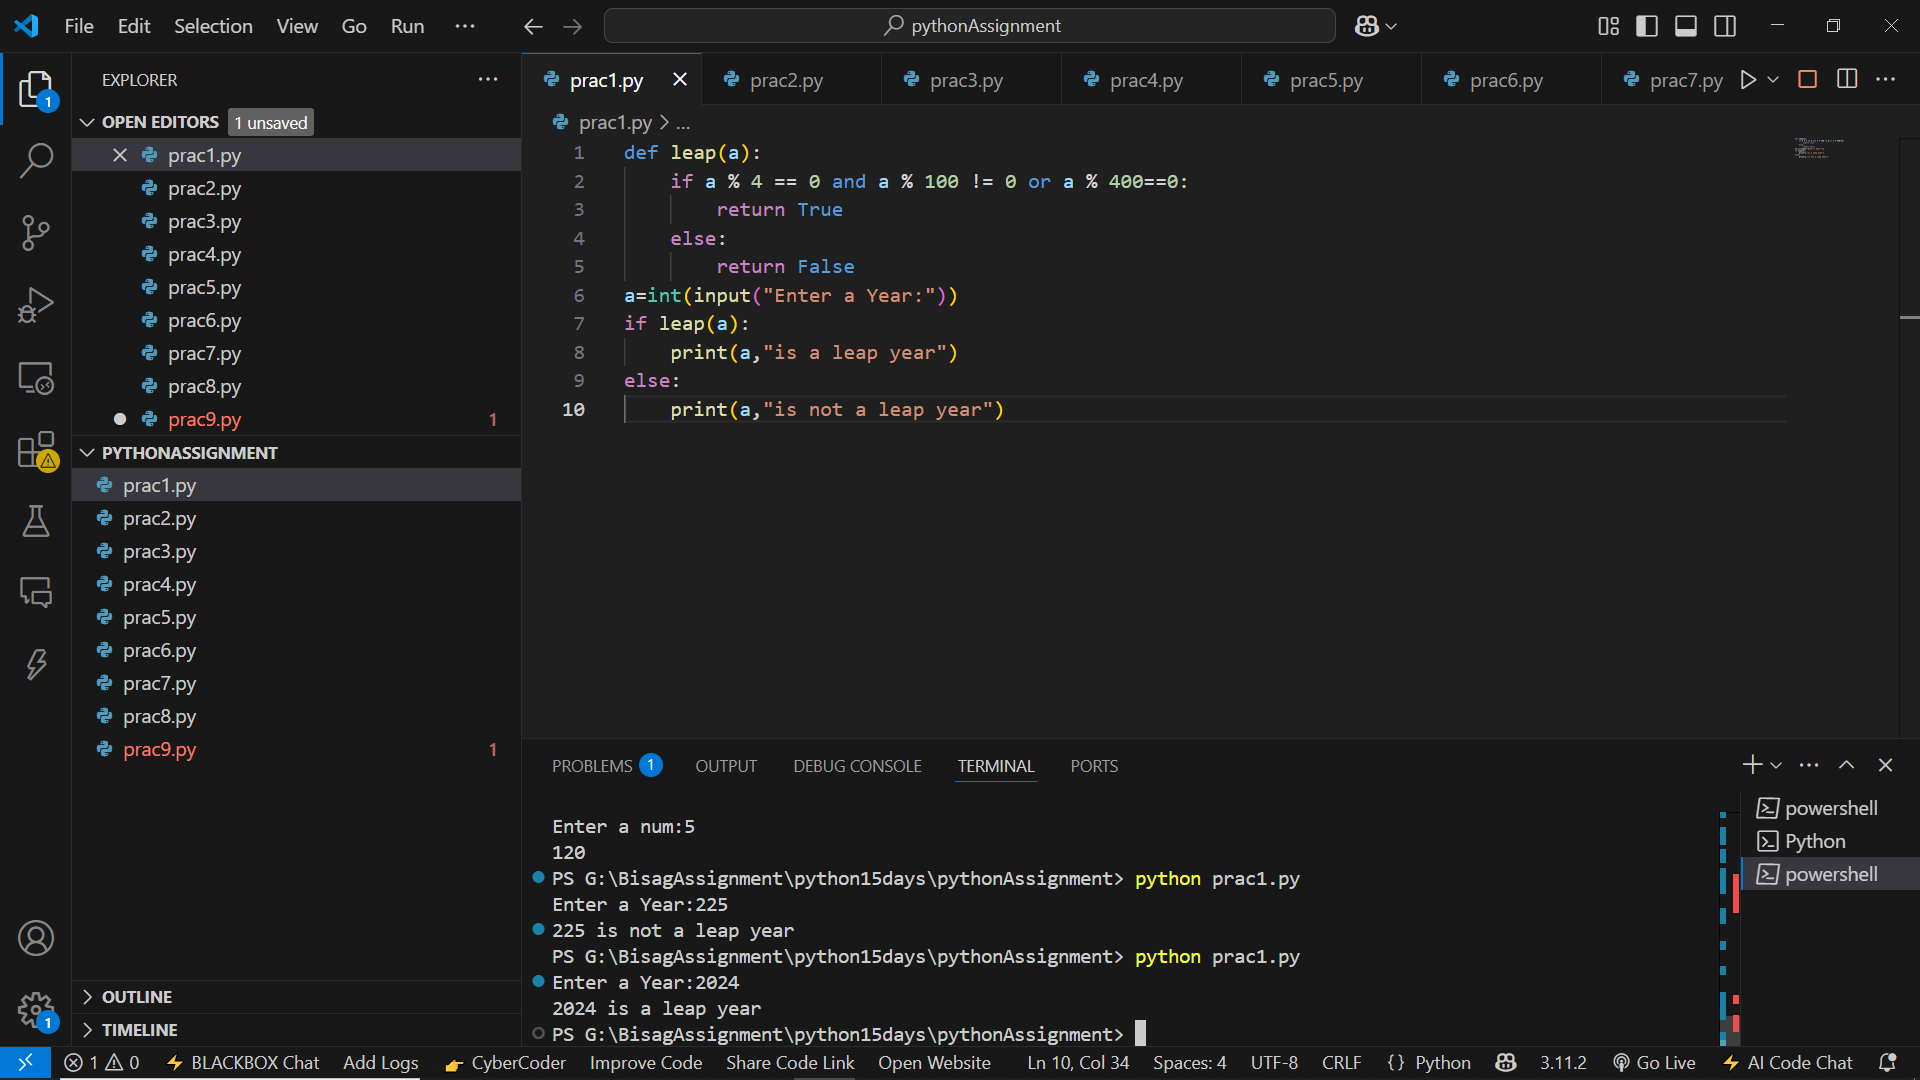 File Edit Selection View Go Run ··· pythonAssignment
EXPLORER
OPEN EDITORS 1 unsaved
prac1.py
prac2.py
prac3.py
prac4.py
prac5.py
prac6.py
prac7.py
prac8.py
prac9.py 1
PYTHONASSIGNMENT
prac1.py
prac2.py
prac3.py
prac4.py
prac5.py
prac6.py
prac7.py
prac8.py
prac9.py 1
OUTLINE
TIMELINE
prac1.py prac2.py prac3.py prac4.py prac5.py prac6.py prac7.py
prac1.py > ...
1 def leap(a):
2 if a % 4 == 0 and a % 100 != 0 or a % 400==0:
3 return True
4 else:
5 return False
6 a=int(input("Enter a Year:"))
7 if leap(a):
8 print(a,"is a leap year")
9 else:
10 print(a,"is not a leap year")
PROBLEMS 1 OUTPUT DEBUG CONSOLE TERMINAL PORTS
Enter a num:5
120
PS G:\BisagAssignment\python15days\pythonAssignment> python prac1.py
Enter a Year:225
225 is not a leap year
PS G:\BisagAssignment\python15days\pythonAssignment> python prac1.py
Enter a Year:2024
2024 is a leap year
PS G:\BisagAssignment\python15days\pythonAssignment>
powershell
Python
powershell
1 0 BLACKBOX Chat Add Logs CyberCoder Improve Code Share Code Link Open Website Ln 10, Col 34 Spaces: 4 UTF-8 CRLF {} Python 3.11.2 Go Live AI Code Chat